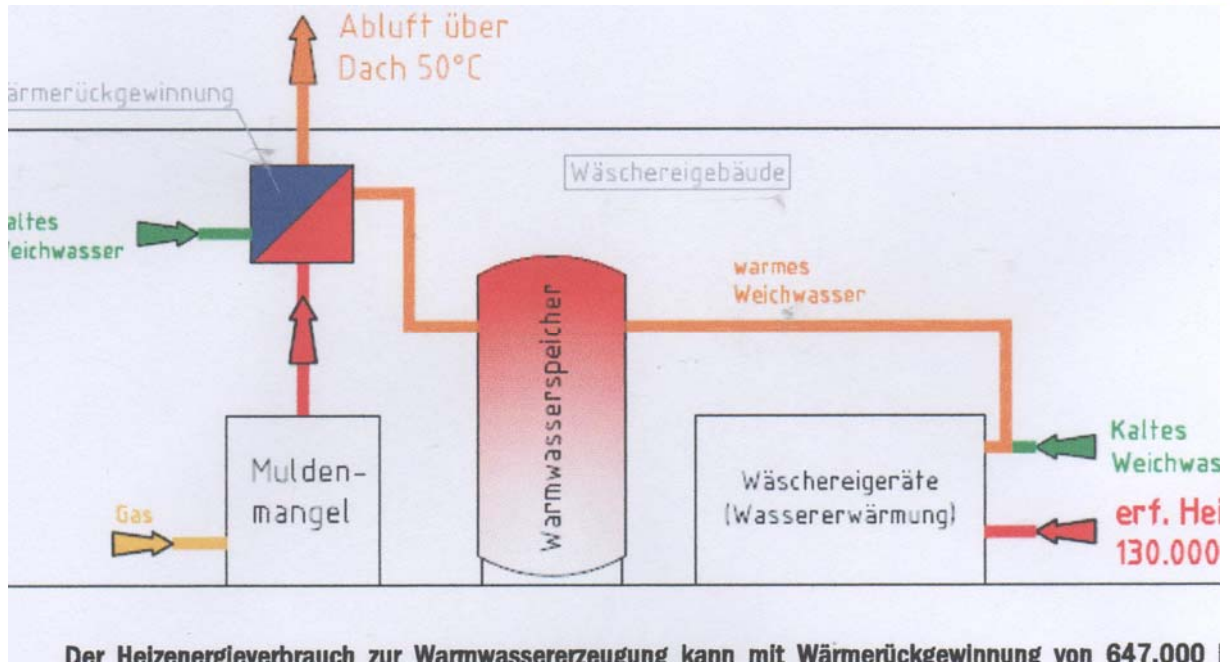 Abluft über
Dach 50°C
ärmerückgewinnung
Wäschereigebäude
altes
eichwasser
warmes
Weichwasser
Warmwasserspeicher
Mulden-
mangel
Gas
Wäschereigeräte
(Wassererwärmung)
Kaltes
Weichwas
erf. Hei
130.000
Der Heizenergieverbrauch zur Warmwassererzeugung kann mit Wärmerückgewinnung von 647.000